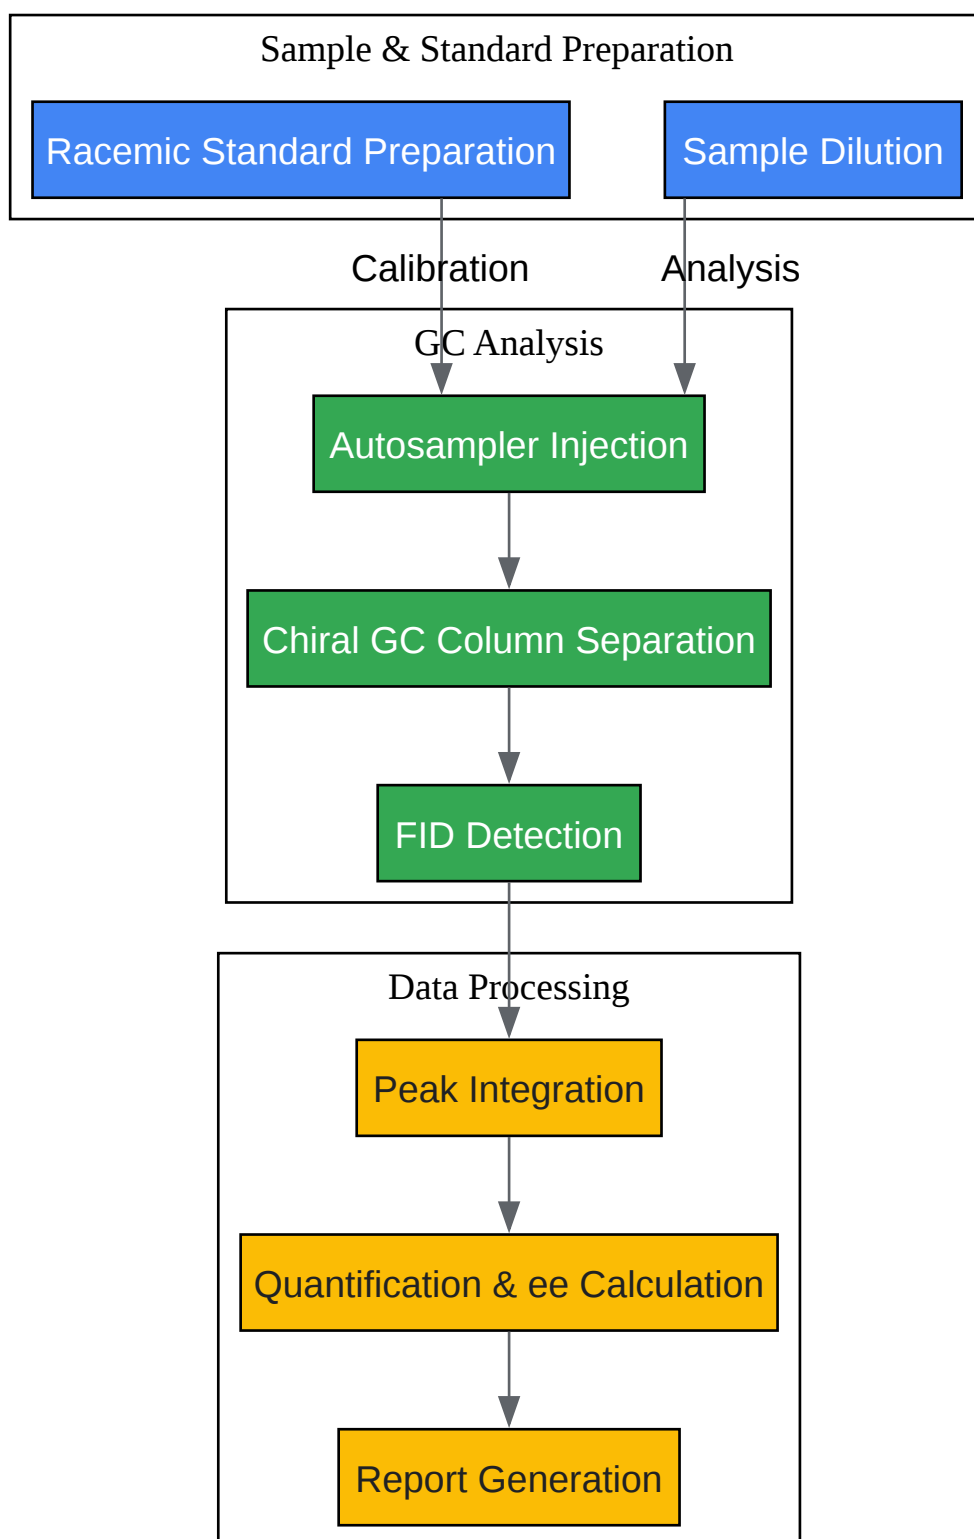 Sample & Standard Preparation
Racemic Standard Preparation
Sample Dilution
Calibration
Analysis
GC Analysis
Autosampler Injection
Chiral GC Column Separation
FID Detection
Data Processing
Peak Integration
Quantification & ee Calculation
Report Generation